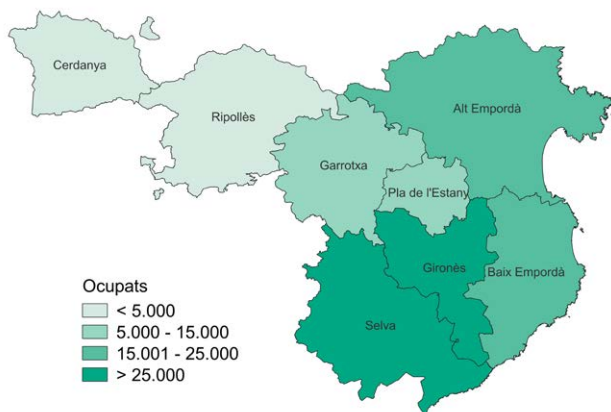 Cerdanya
Ripollès
Alt Empordà
Garrotxa
Pla de l'Estany
Gironès
Baix Empordà
Selva
Ocupats
< 5.000
5.000 - 15.000
15.001 - 25.000
> 25.000